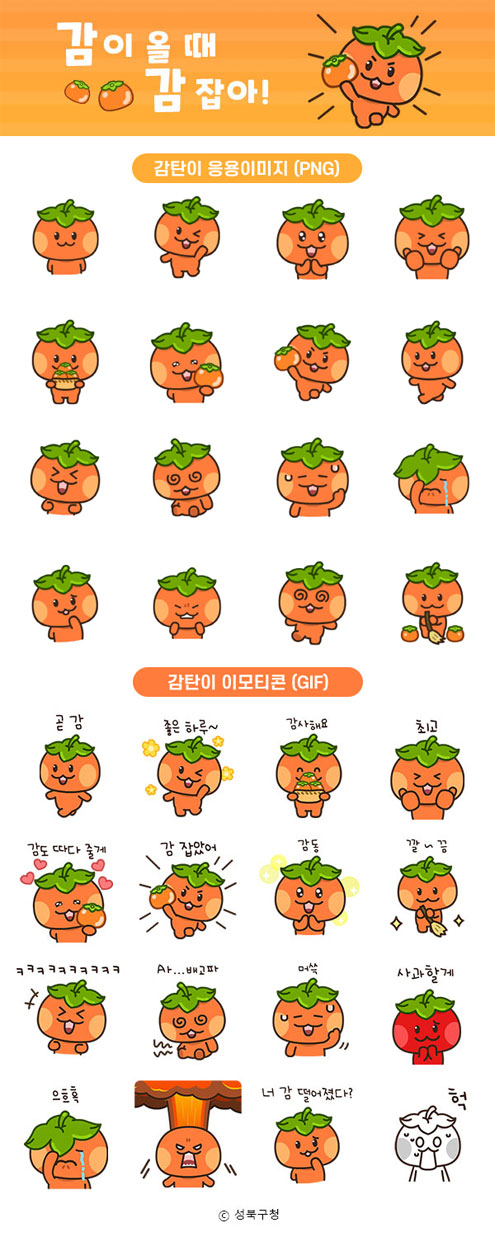 감이 올 때
감 잡아!
감탄이 응용이미지 (PNG)
감탄이 이모티콘 (GIF)
곧 감
좋은 하루~
감사해요
최고
감도 따다 줄게
감 잡았어
감동
깔~끔
ㅋㅋㅋㅋㅋㅋㅋㅋㅋㅋ
Aㅏ...배고파
머쓱
사과할게
으흐흑
너 감 떨어졌다?
헉
ⓒ 성북구청